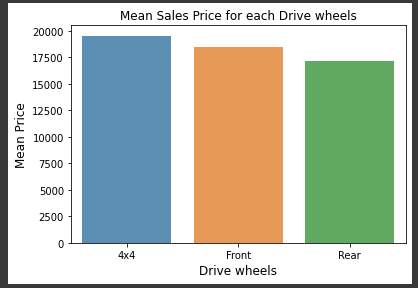 Mean Sales Price for each Drive wheels
20000
17500
15000
12500
10000
7500
5000
2500
0
Mean Price
4x4 Front Rear
Drive wheels